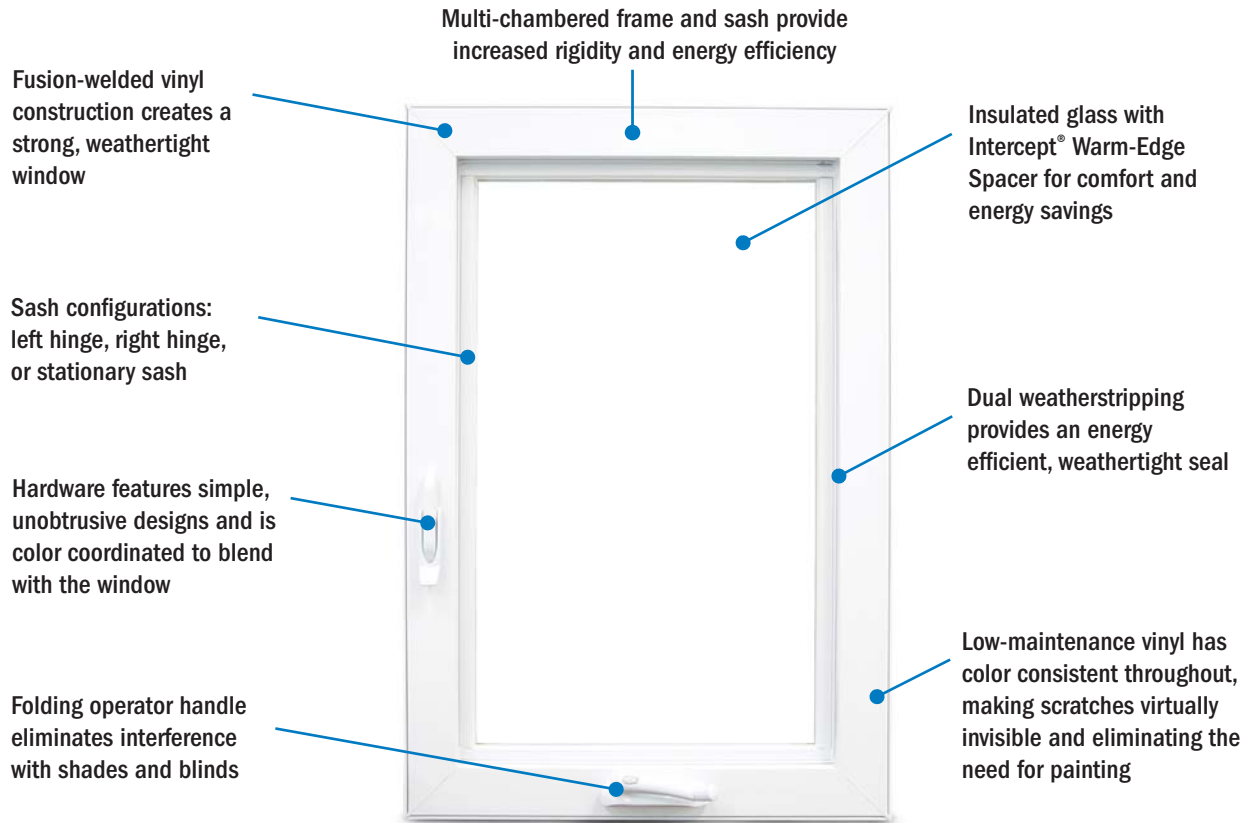 Multi-chambered frame and sash provide
increased rigidity and energy efficiency
Fusion-welded vinyl
construction creates a
strong, weathertight
window
Insulated glass with
Intercept® Warm-Edge
Spacer for comfort and
energy savings
Sash configurations:
left hinge, right hinge,
or stationary sash
Dual weatherstripping
provides an energy
efficient, weathertight seal
Hardware features simple,
unobtrusive designs and is
color coordinated to blend
with the window
Low-maintenance vinyl has
color consistent throughout,
making scratches virtually
invisible and eliminating the
need for painting
Folding operator handle
eliminates interference
with shades and blinds